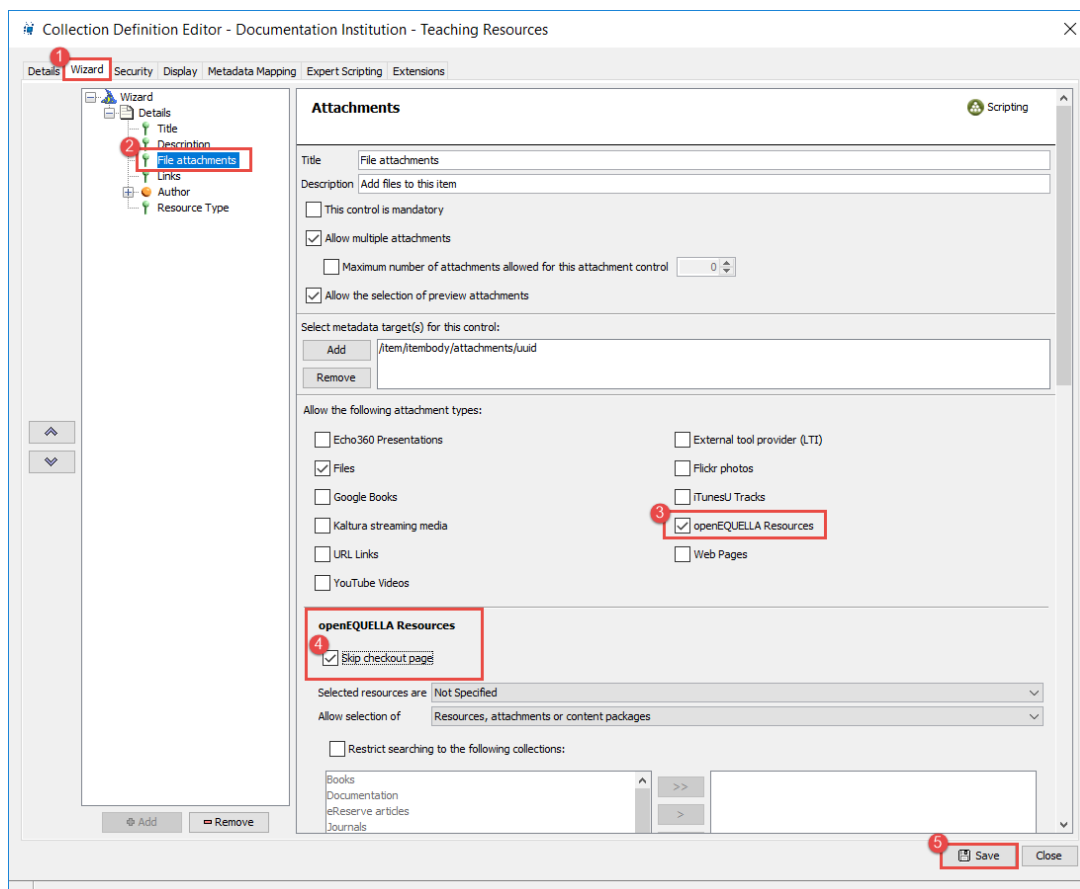 Collection Definition Editor - Documentation Institution - Teaching Resources
1
Details Wizard Security Display Metadata Mapping Expert Scripting Extensions
Wizard
Details
Title
Description
2
File attachments
Links
Author
Resource Type
Add Remove
Attachments Scripting
Title File attachments
Description Add files to this item
This control is mandatory
Allow multiple attachments
Maximum number of attachments allowed for this attachment control 0
Allow the selection of preview attachments
Select metadata target(s) for this control:
Add /item/itembody/attachments/uuid
Remove
Allow the following attachment types:
Echo360 Presentations External tool provider (LTI)
Files Flickr photos
Google Books iTunesU Tracks
3
Kaltura streaming media openEQUELLA Resources
URL Links Web Pages
YouTube Videos
openEQUELLA Resources
4
Skip checkout page
Selected resources are Not Specified
Allow selection of Resources, attachments or content packages
Restrict searching to the following collections:
Books >>
Documentation
eReserve articles >
Journals
5
Save Close